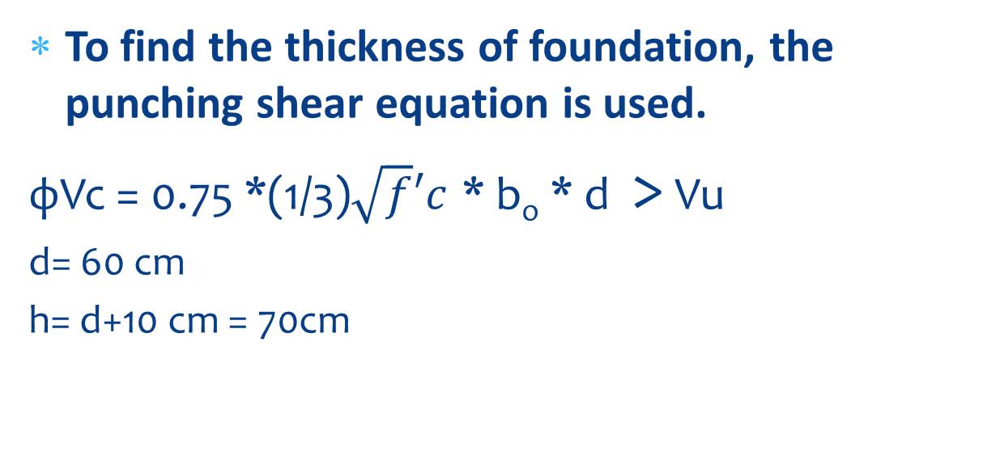 * To find the thickness of foundation, the
punching shear equation is used.
ϕVc = 0.75 *(1/3)√f′c * bₒ * d > Vu
d= 60 cm
h= d+10 cm = 70cm